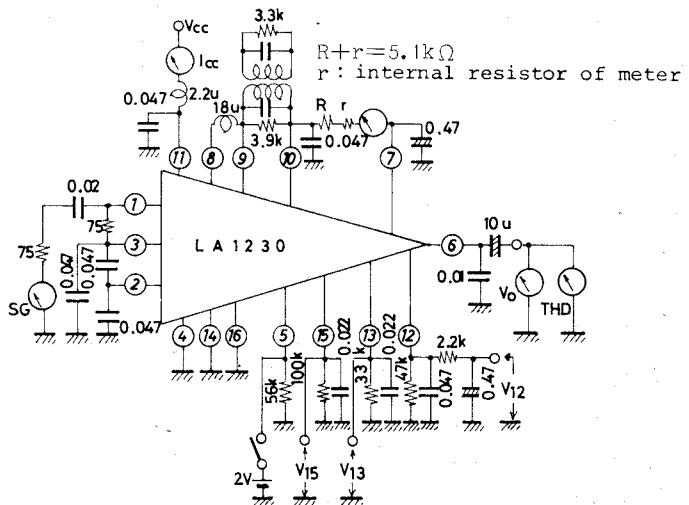 Vcc
Icc
2.2u
0.047
3.3k
R+r=5.1kΩ
r: internal resistor of meter
18u
3.9k
R r
0.047
0.47
11
8
9
10
7
0.02
1
75
3
2
75
0.047
0.047
0.047
SG
LA1230
6
10u
0.01
Vo
THD
4
14
16
5
15
13
12
56k
100k
0.022
33k
0.022
47k
0.047
2.2k
0.47
V12
2V
V15
V13